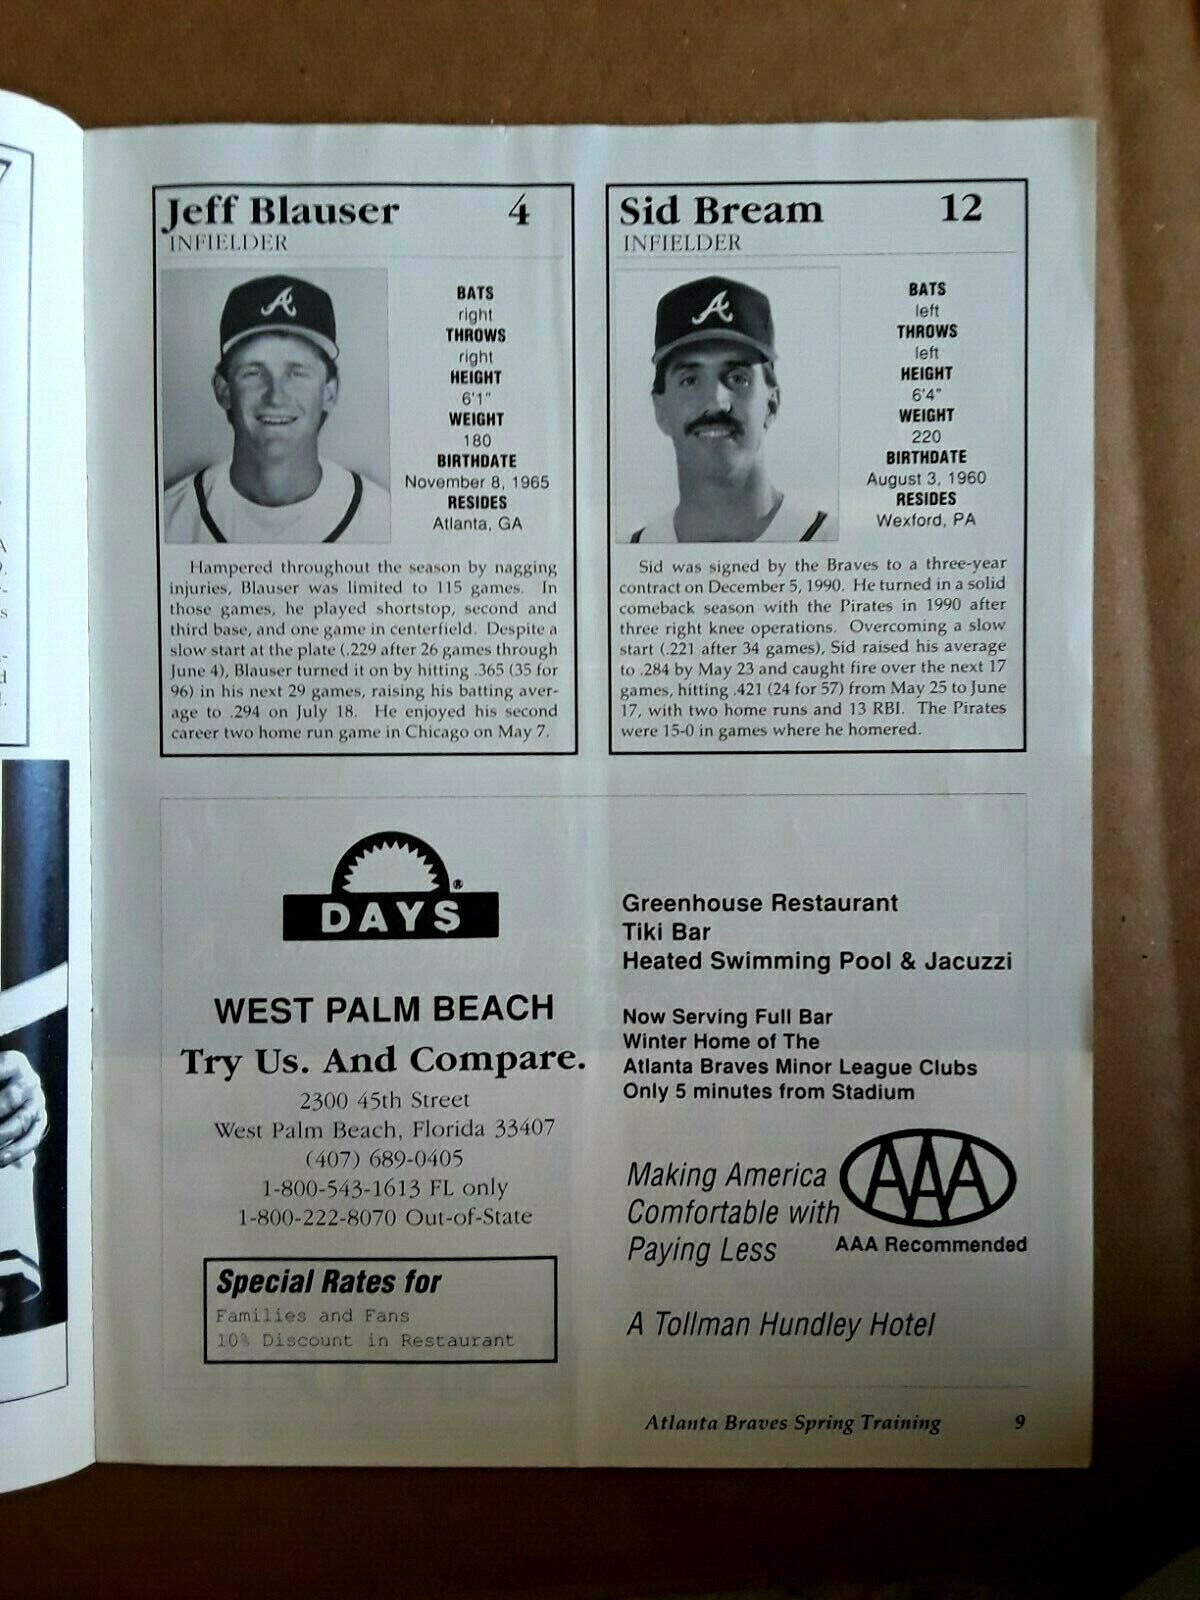 Jeff Blauser 4
INFIELDER
BATS
right
THROWS
right
HEIGHT
6'1"
WEIGHT
180
BIRTHDATE
November 8, 1965
RESIDES
Atlanta, GA
Hampered throughout the season by nagging
injuries, Blauser was limited to 115 games. In
those games, he played shortstop, second and
third base, and one game in centerfield. Despite a
slow start at the plate (.229 after 26 games through
June 4), Blauser turned it on by hitting .365 (35 for
96) in his next 29 games, raising his batting aver-
age to .294 on July 18. He enjoyed his second
career two home run game in Chicago on May 7.
Sid Bream 12
INFIELDER
BATS
left
THROWS
left
HEIGHT
6'4"
WEIGHT
220
BIRTHDATE
August 3, 1960
RESIDES
Wexford, PA
Sid was signed by the Braves to a three-year
contract on December 5, 1990. He turned in a solid
comeback season with the Pirates in 1990 after
three right knee operations. Overcoming a slow
start (.221 after 34 games), Sid raised his average
to .284 by May 23 and caught fire over the next 17
games, hitting .421 (24 for 57) from May 25 to June
17, with two home runs and 13 RBI. The Pirates
were 15-0 in games where he homered.
DAYS®
WEST PALM BEACH
Try Us. And Compare.
2300 45th Street
West Palm Beach, Florida 33407
(407) 689-0405
1-800-543-1613 FL only
1-800-222-8070 Out-of-State
Special Rates for
Families and Fans
10% Discount in Restaurant
Greenhouse Restaurant
Tiki Bar
Heated Swimming Pool & Jacuzzi
Now Serving Full Bar
Winter Home of The
Atlanta Braves Minor League Clubs
Only 5 minutes from Stadium
Making America
Comfortable with
Paying Less
AAA
AAA Recommended
A Tollman Hundley Hotel
Atlanta Braves Spring Training 9